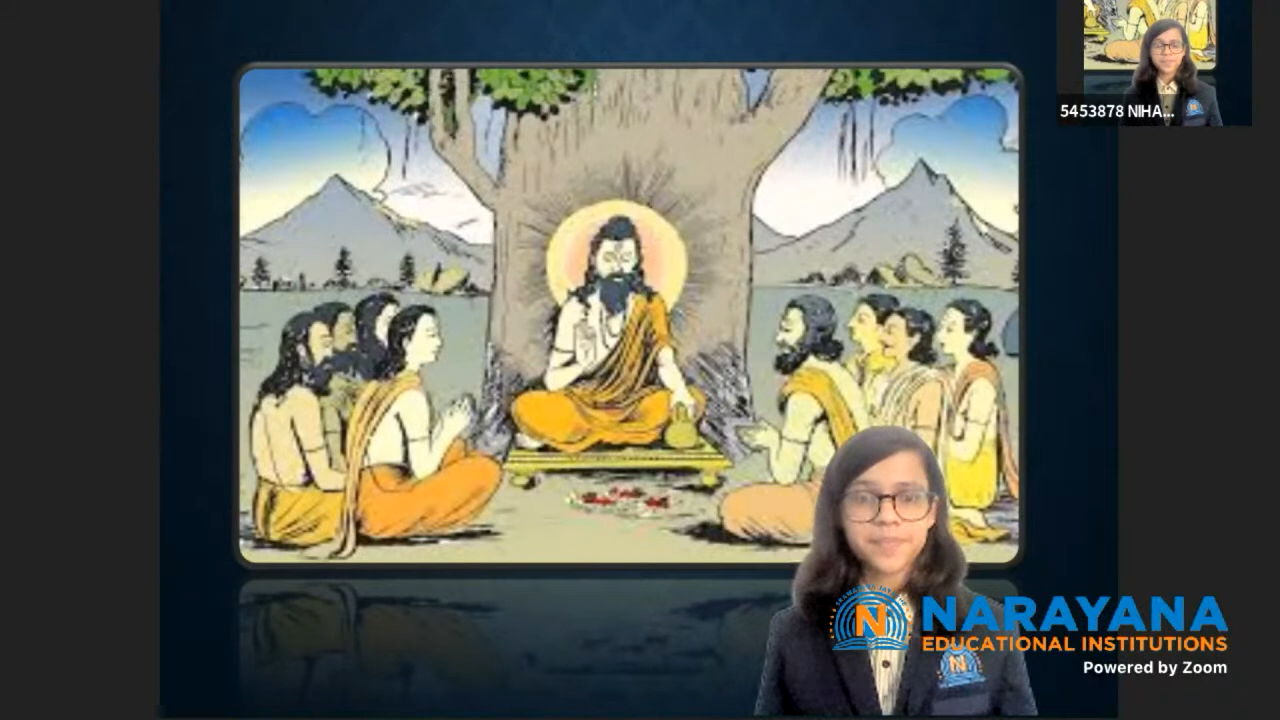 5453878 NIHA...
N
NARAYANA
EDUCATIONAL INSTITUTIONS
Powered by Zoom
N